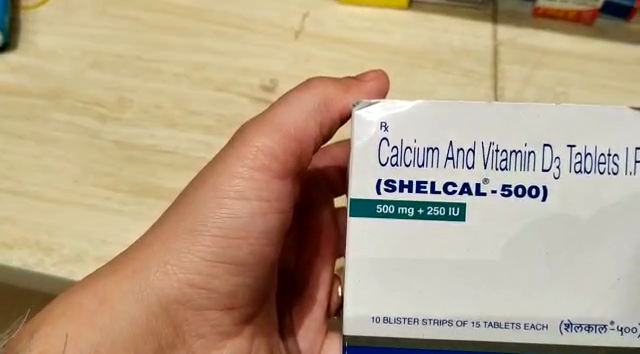 Rx
Calcium And Vitamin D3 Tablets I.P
(SHELCAL®-500)
500 mg + 250 IU
10 BLISTER STRIPS OF 15 TABLETS EACH (शेलकाल®-५००)